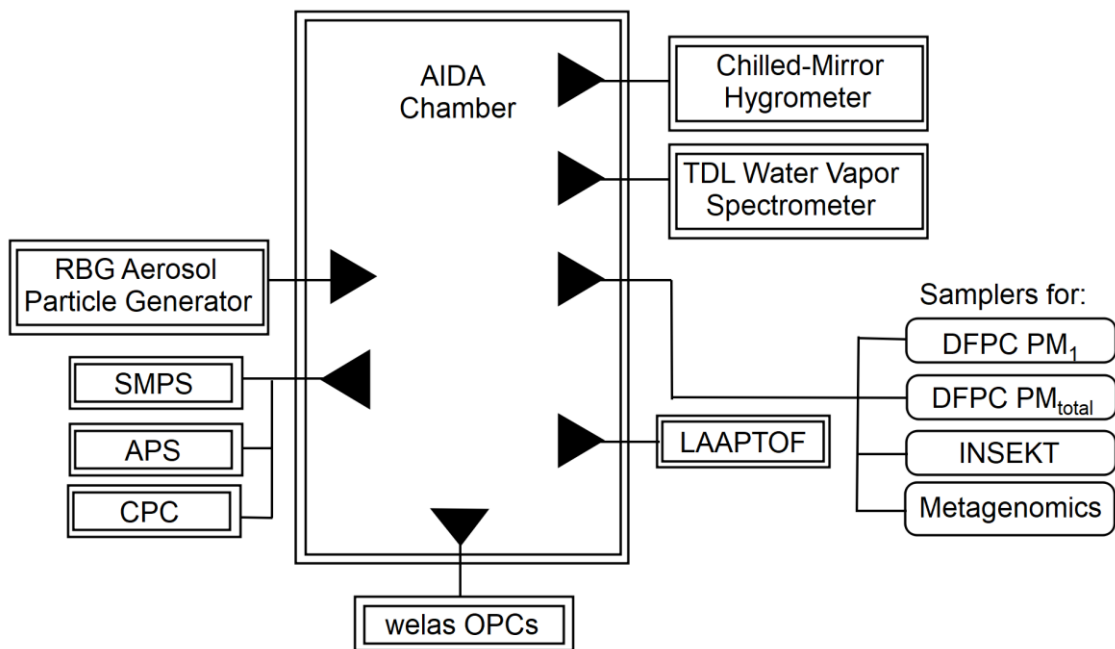 AIDA
Chamber
Chilled-Mirror
Hygrometer
TDL Water Vapor
Spectrometer
RBG Aerosol
Particle Generator
SMPS
APS
CPC
Samplers for:
DFPC PM₁
DFPC PMₜₒₜₐₗ
INSEKT
Metagenomics
LAAPTOF
welas OPCs